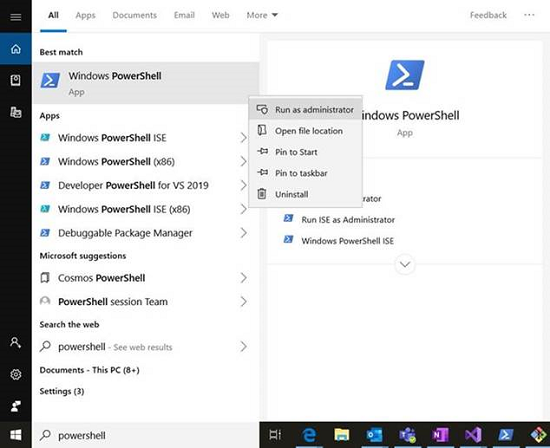 All Apps Documents Email Web More Feedback ...
Best match
Windows PowerShell
App
Apps
Windows PowerShell ISE
Windows PowerShell (x86)
Developer PowerShell for VS 2019
Windows PowerShell ISE (x86)
Debuggable Package Manager
Microsoft suggestions
Cosmos PowerShell
PowerShell session Team
Search the web
powershell - See web results
Documents - This PC (8+)
Settings (3)
powershell
Run as administrator
Open file location
Pin to Start
Pin to taskbar
Uninstall
indows PowerShell
App
rator
Run ISE as Administrator
Windows PowerShell ISE